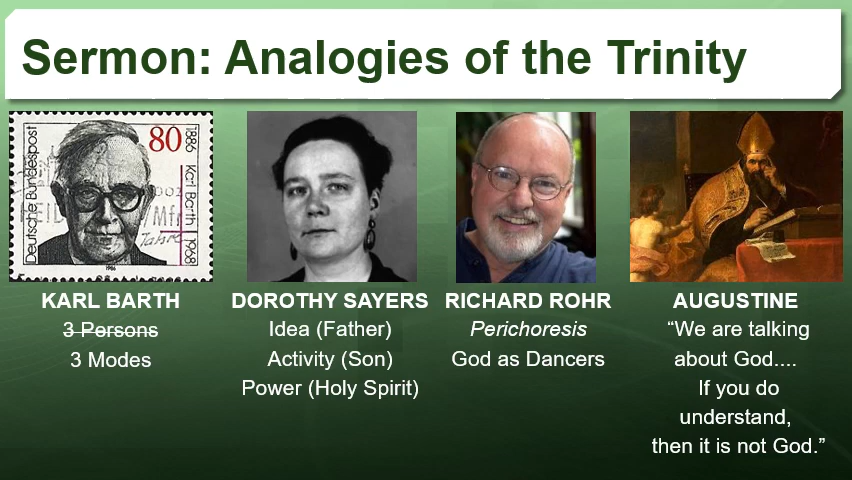 Sermon: Analogies of the Trinity
80
1886 Karl Barth 1968
Deutsche Bundespost
Jahre
1986
KARL BARTH
3 Persons
3 Modes
DOROTHY SAYERS
Idea (Father)
Activity (Son)
Power (Holy Spirit)
RICHARD ROHR
Perichoresis
God as Dancers
AUGUSTINE
“We are talking
about God....
If you do
understand,
then it is not God.”